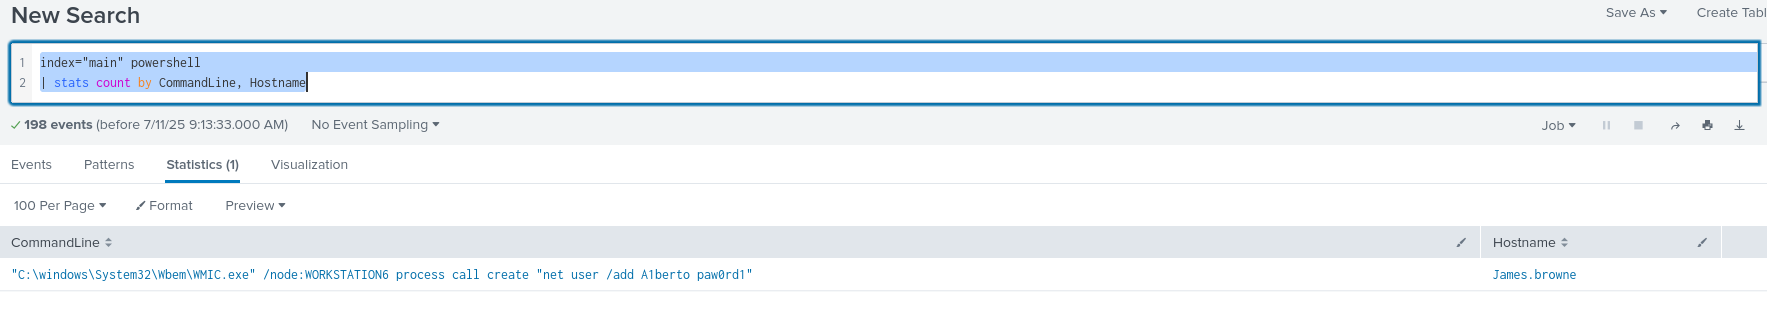 New Search
Save As
Create Tabl
1 index="main" powershell
2 | stats count by CommandLine, Hostname
198 events (before 7/11/25 9:13:33.000 AM) No Event Sampling
Job
Events Patterns Statistics (1) Visualization
100 Per Page Format Preview
CommandLine Hostname
"C:\windows\System32\Wbem\WMIC.exe" /node:WORKSTATION6 process call create "net user /add A1berto paw0rd1" James.browne